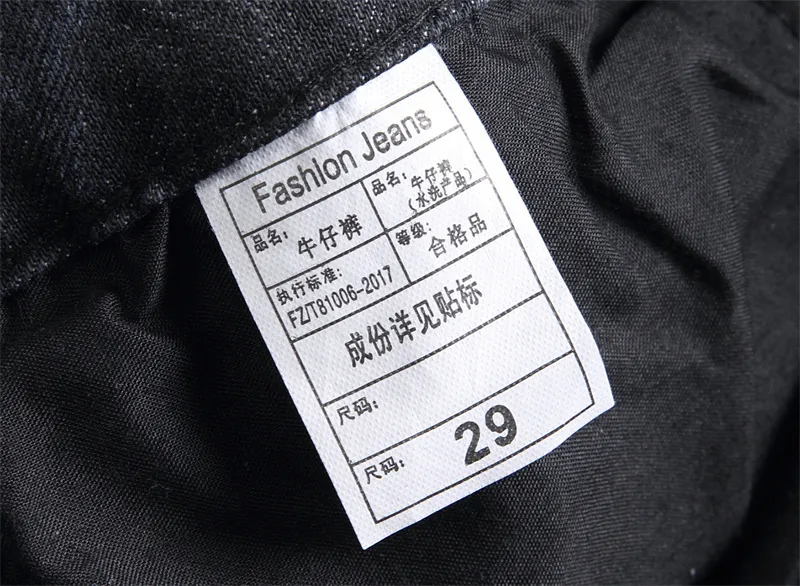 Fashion Jeans
品名: 牛仔裤
品名: 牛仔裤
(水洗产品)
执行标准:
FZ/T81006-2017
等级: 合格品
成份详见贴标
尺码:
尺码: 29